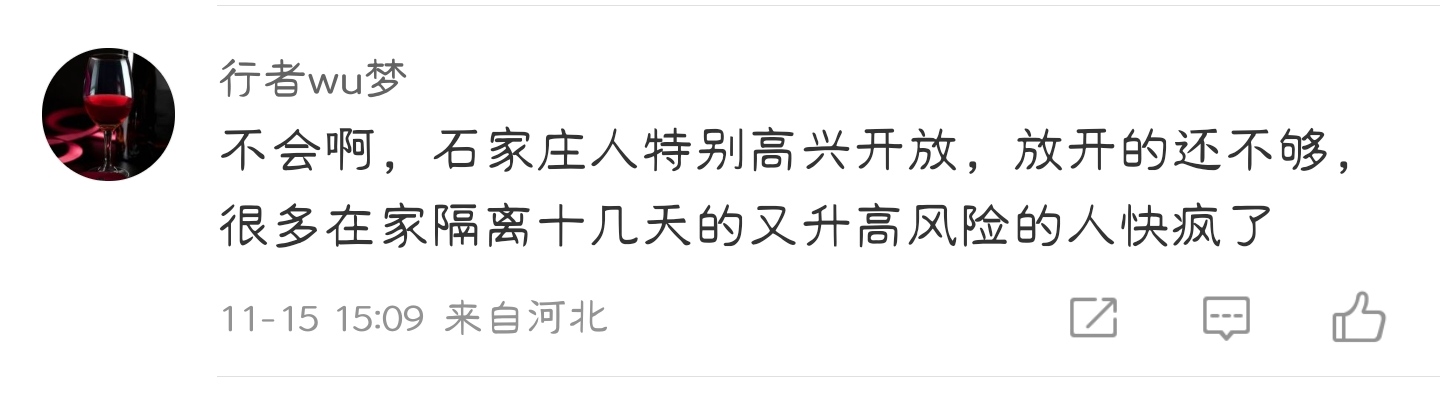 行者wu梦
不会啊，石家庄人特别高兴开放，放开的还不够，
很多在家隔离十几天的又升高风险的人快疯了
11-15 15:09 来自河北